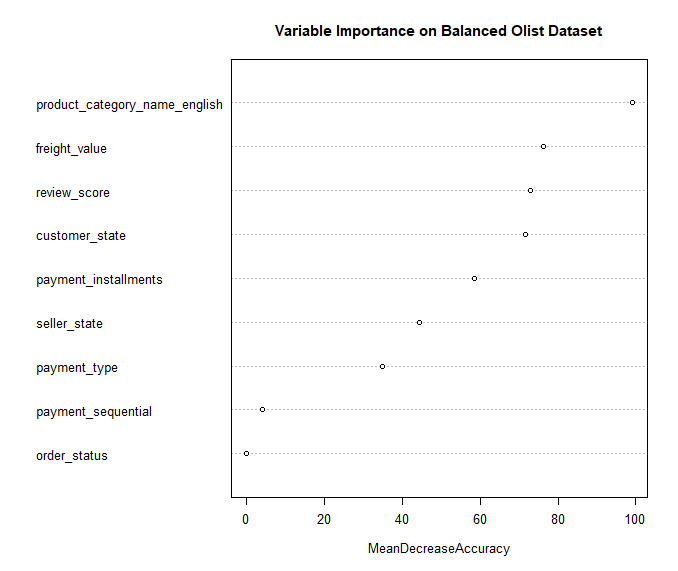 Variable Importance on Balanced Olist Dataset
product_category_name_english
freight_value
review_score
customer_state
payment_installments
seller_state
payment_type
payment_sequential
order_status
0 20 40 60 80 100
MeanDecreaseAccuracy